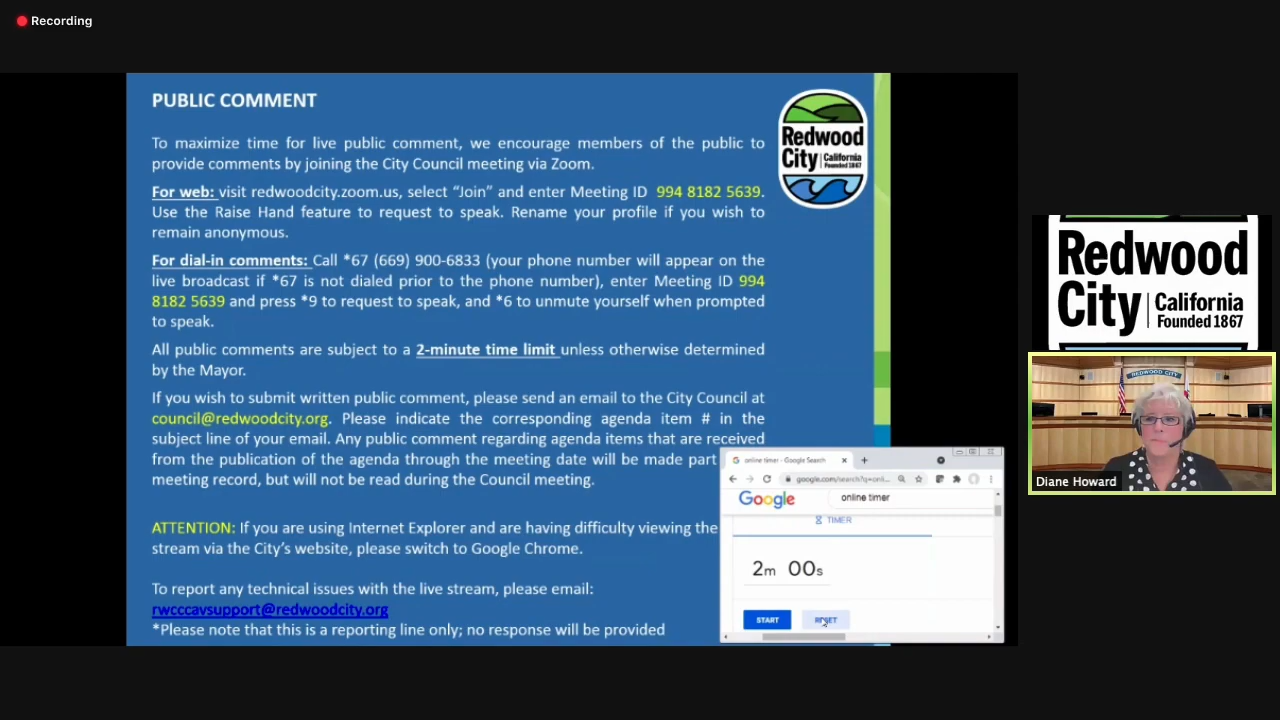 Recording
PUBLIC COMMENT
To maximize time for live public comment, we encourage members of the public to
provide comments by joining the City Council meeting via Zoom.
For web: visit redwoodcity.zoom.us, select “Join” and enter Meeting ID 994 8182 5639.
Use the Raise Hand feature to request to speak. Rename your profile if you wish to
remain anonymous.
For dial-in comments: Call *67 (669) 900-6833 (your phone number will appear on the
live broadcast if *67 is not dialed prior to the phone number), enter Meeting ID 994
8182 5639 and press *9 to request to speak, and *6 to unmute yourself when prompted
to speak.
All public comments are subject to a 2-minute time limit unless otherwise determined
by the Mayor.
If you wish to submit written public comment, please send an email to the City Council at
council@redwoodcity.org. Please indicate the corresponding agenda item # in the
subject line of your email. Any public comment regarding agenda items that are received
from the publication of the agenda through the meeting date will be made part
meeting record, but will not be read during the Council meeting.
ATTENTION: If you are using Internet Explorer and are having difficulty viewing the
stream via the City’s website, please switch to Google Chrome.
To report any technical issues with the live stream, please email:
rwcccavsupport@redwoodcity.org
*Please note that this is a reporting line only; no response will be provided
Redwood
City California
Founded 1867
online timer - Google Search
google.com/search?q=onli...
Google online timer
TIMER
2m 00s
START RESET
Redwood
City California
Founded 1867
REDWOOD CITY
Diane Howard